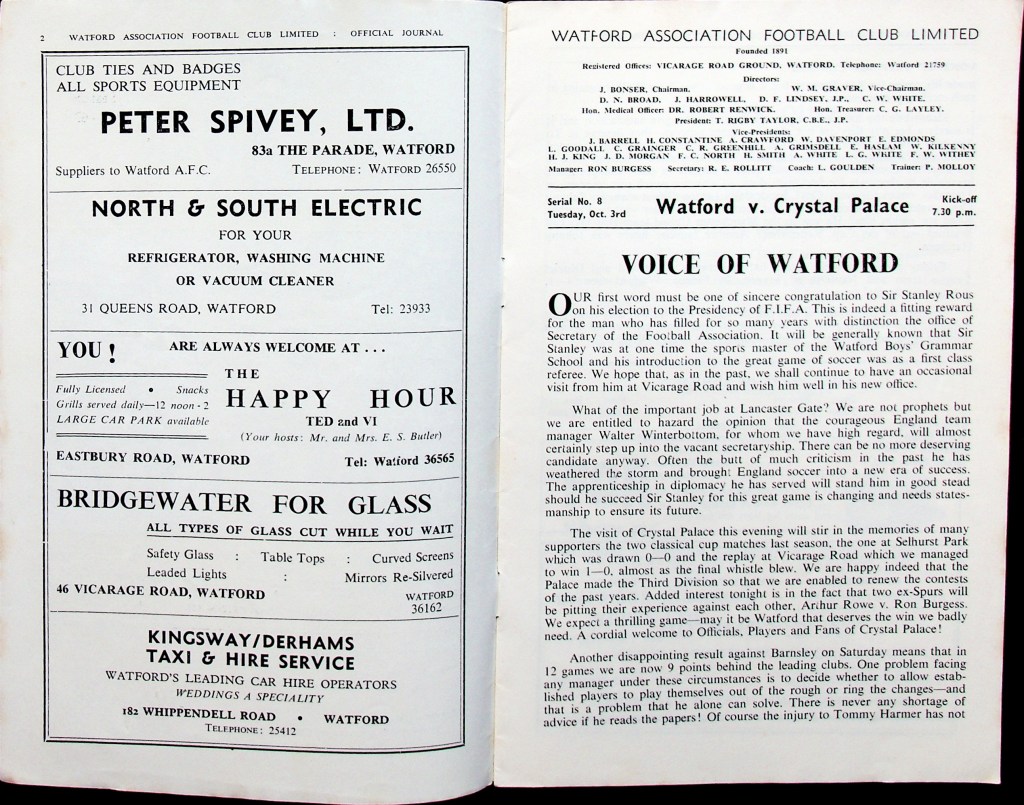 2 WATFORD ASSOCIATION FOOTBALL CLUB LIMITED : OFFICIAL JOURNAL
CLUB TIES AND BADGES
ALL SPORTS EQUIPMENT
PETER SPIVEY, LTD.
83a THE PARADE, WATFORD
Suppliers to Watford A.F.C. TELEPHONE: WATFORD 26550
NORTH & SOUTH ELECTRIC
FOR YOUR
REFRIGERATOR, WASHING MACHINE
OR VACUUM CLEANER
31 QUEENS ROAD, WATFORD Tel: 23933
YOU! ARE ALWAYS WELCOME AT . . .
THE
Fully Licensed • Snacks
HAPPY HOUR
Grills served daily—12 noon - 2
LARGE CAR PARK available
TED and VI
(Your hosts: Mr. and Mrs. E. S. Butler)
EASTBURY ROAD, WATFORD Tel: Watford 36565
BRIDGEWATER FOR GLASS
ALL TYPES OF GLASS CUT WHILE YOU WAIT
Safety Glass : Table Tops : Curved Screens
Leaded Lights : Mirrors Re-Silvered
46 VICARAGE ROAD, WATFORD WATFORD
36162
KINGSWAY/DERHAMS
TAXI & HIRE SERVICE
WATFORD'S LEADING CAR HIRE OPERATORS
WEDDINGS A SPECIALITY
182 WHIPPENDELL ROAD • WATFORD
TELEPHONE: 25412
WATFORD ASSOCIATION FOOTBALL CLUB LIMITED
Founded 1891
Registered Offices: VICARAGE ROAD GROUND, WATFORD. Telephone: Watford 21759
Directors:
J. BONSER, Chairman. W. M. GRAVER, Vice-Chairman.
D. N. BROAD, J. HARROWELL, D. F. LINDSEY, J.P., C. W. WHITE.
Hon. Medical Officer: DR. ROBERT RENWICK. Hon. Treasurer: C. G. LAYLEY.
President: T. RIGBY TAYLOR, C.B.E., J.P.
Vice-Presidents:
J. BARRELL H. CONSTANTINE A. CRAWFORD W. DAVENPORT E. EDMONDS
L. GOODALL C. GRAINGER C. R. GREENHILL A. GRIMSDELL E. HASLAM W. KILKENNY
H. J. KING J. D. MORGAN F. C. NORTH H. SMITH A. WHITE L. G. WHITE F. W. WITHEY
Manager: RON BURGESS Secretary: R. E. ROLLITT Coach: L. GOULDEN Trainer: P. MOLLOY
Serial No. 8
Tuesday, Oct. 3rd
Watford v. Crystal Palace
Kick-off
7.30 p.m.
VOICE OF WATFORD
OUR first word must be one of sincere congratulation to Sir Stanley Rous
on his election to the Presidency of F.I.F.A. This is indeed a fitting reward
for the man who has filled for so many years with distinction the office of
Secretary of the Football Association. It will be generally known that Sir
Stanley was at one time the sports master of the Watford Boys' Grammar
School and his introduction to the great game of soccer was as a first class
referee. We hope that, as in the past, we shall continue to have an occasional
visit from him at Vicarage Road and wish him well in his new office.
What of the important job at Lancaster Gate? We are not prophets but
we are entitled to hazard the opinion that the courageous England team
manager Walter Winterbottom, for whom we have high regard, will almost
certainly step up into the vacant secretaryship. There can be no more deserving
candidate anyway. Often the butt of much criticism in the past he has
weathered the storm and brought England soccer into a new era of success.
The apprenticeship in diplomacy he has served will stand him in good stead
should he succeed Sir Stanley for this great game is changing and needs states-
manship to ensure its future.
The visit of Crystal Palace this evening will stir in the memories of many
supporters the two classical cup matches last season, the one at Selhurst Park
which was drawn 0—0 and the replay at Vicarage Road which we managed
to win 1—0, almost as the final whistle blew. We are happy indeed that the
Palace made the Third Division so that we are enabled to renew the contests
of the past years. Added interest tonight is in the fact that two ex-Spurs will
be pitting their experience against each other, Arthur Rowe v. Ron Burgess.
We expect a thrilling game—may it be Watford that deserves the win we badly
need. A cordial welcome to Officials, Players and Fans of Crystal Palace!
Another disappointing result against Barnsley on Saturday means that in
12 games we are now 9 points behind the leading clubs. One problem facing
any manager under these circumstances is to decide whether to allow estab-
lished players to play themselves out of the rough or ring the changes—and
that is a problem that he alone can solve. There is never any shortage of
advice if he reads the papers! Of course the injury to Tommy Harmer has not